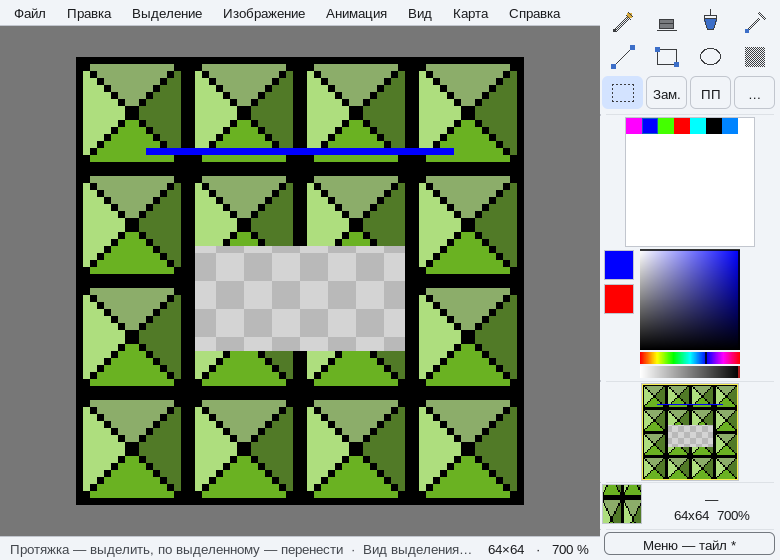 Файл Правка Выделение Изображение Анимация Вид Карта Справка
Зам. ПП ...
—
64x64 700%
Меню — тайл *
Протяжка — выделить, по выделенному — перенести · Вид выделения… 64×64 · 700 %